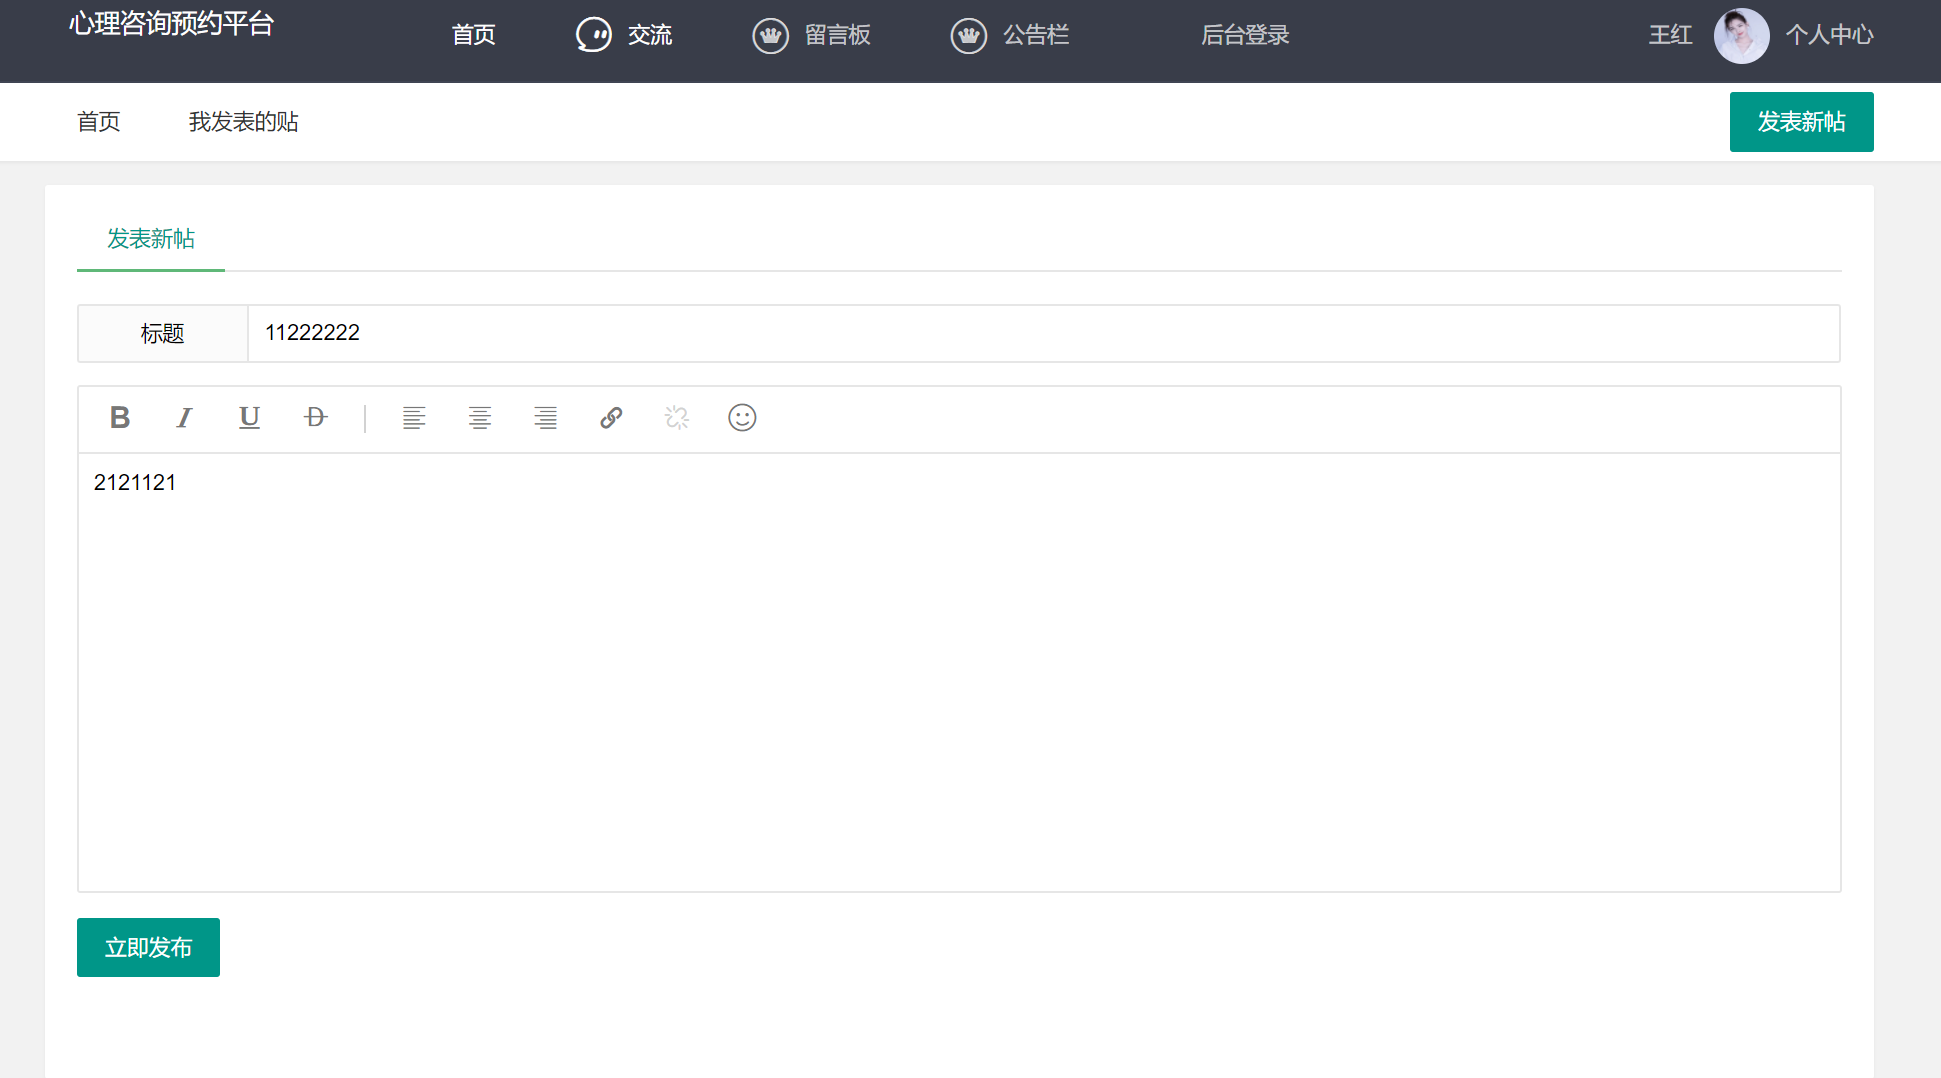 心理咨询预约平台 首页 交流 留言板 公告栏 后台登录 王红 个人中心
首页 我发表的贴 发表新帖
发表新帖
标题 11222222
B I U D
2121121
立即发布